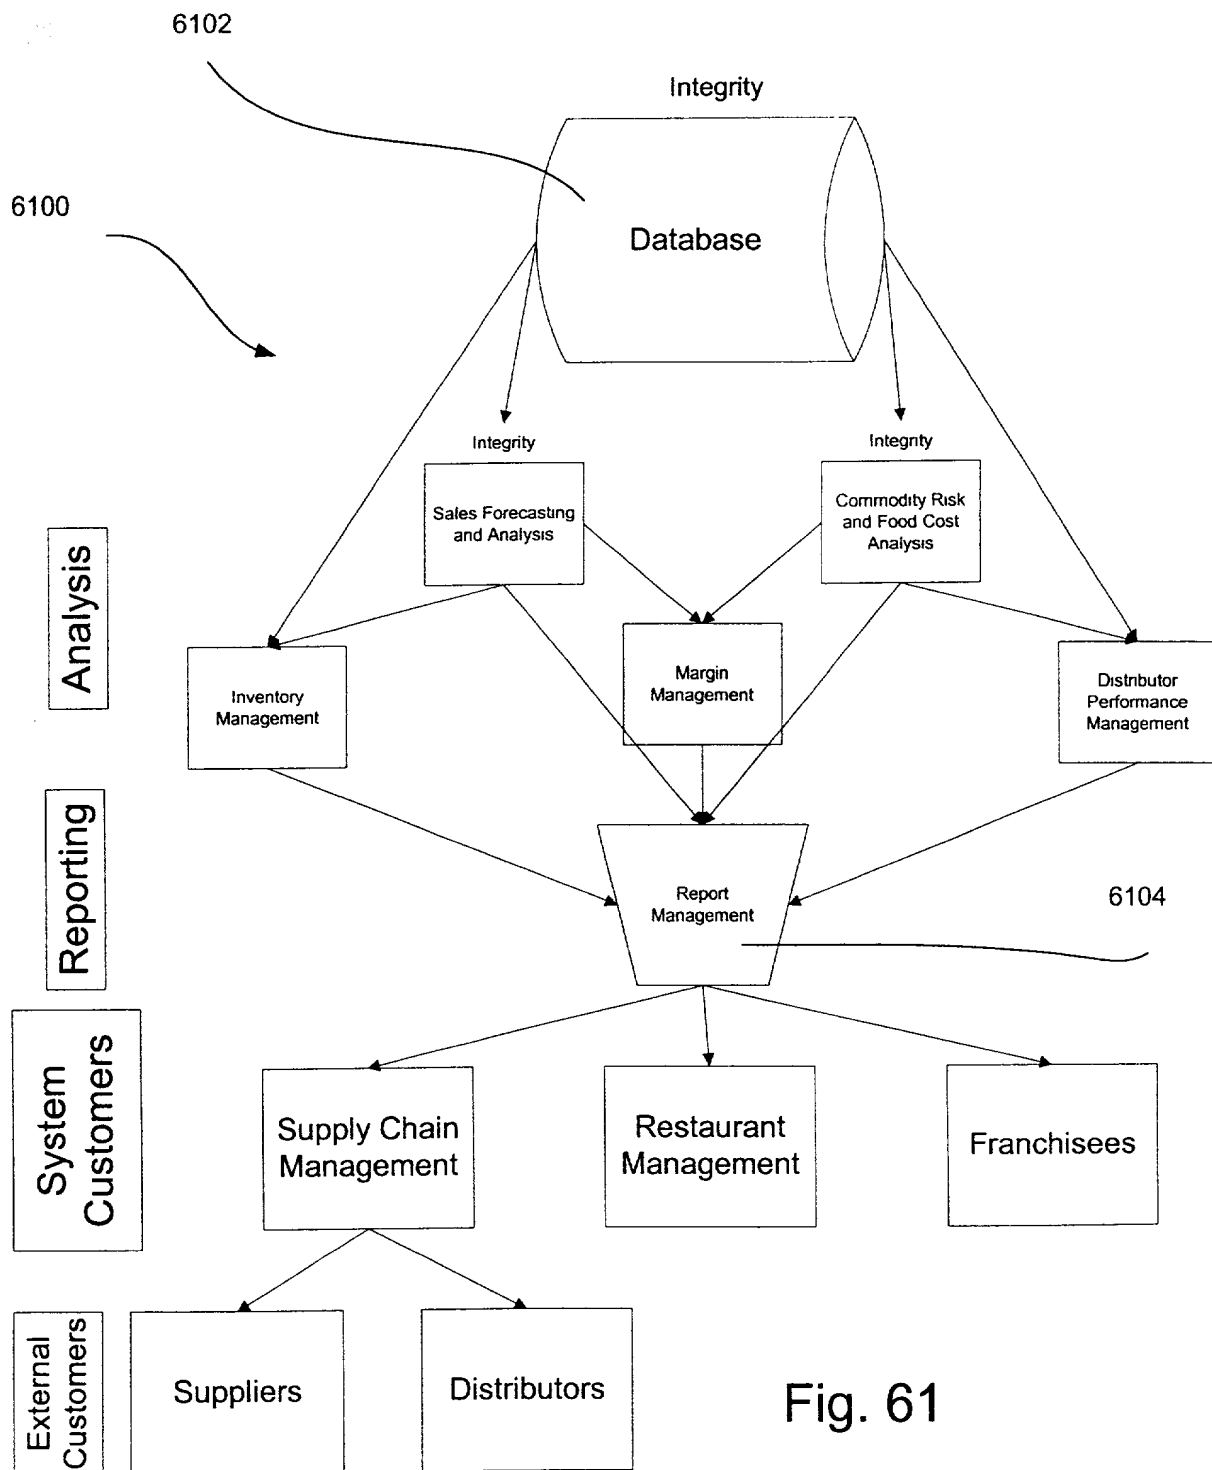 6102
Integrity
6100
Database
Integrity
Integrity
Sales Forecasting
and Analysis
Commodity Risk
and Food Cost
Analysis
Analysis
Inventory
Management
Margin
Management
Distributor
Performance
Management
Reporting
Report
Management
6104
System
Customers
Supply Chain
Management
Restaurant
Management
Franchisees
External
Customers
Suppliers
Distributors
Fig. 61